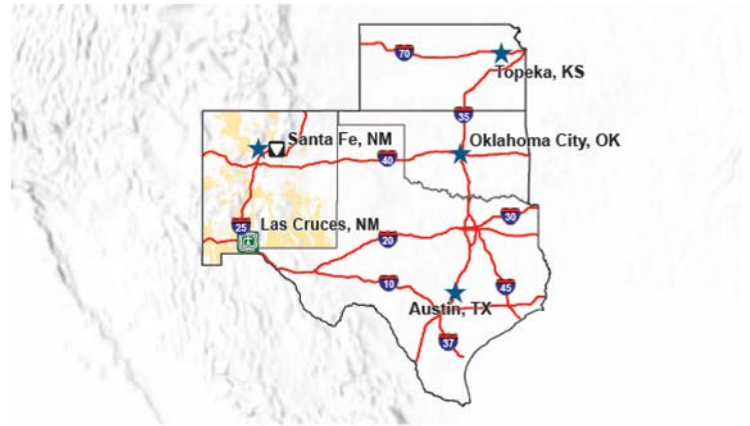 70
Topeka, KS
35
Santa Fe, NM
Oklahoma City, OK
40
25
Las Cruces, NM
30
20
10
45
Austin, TX
37